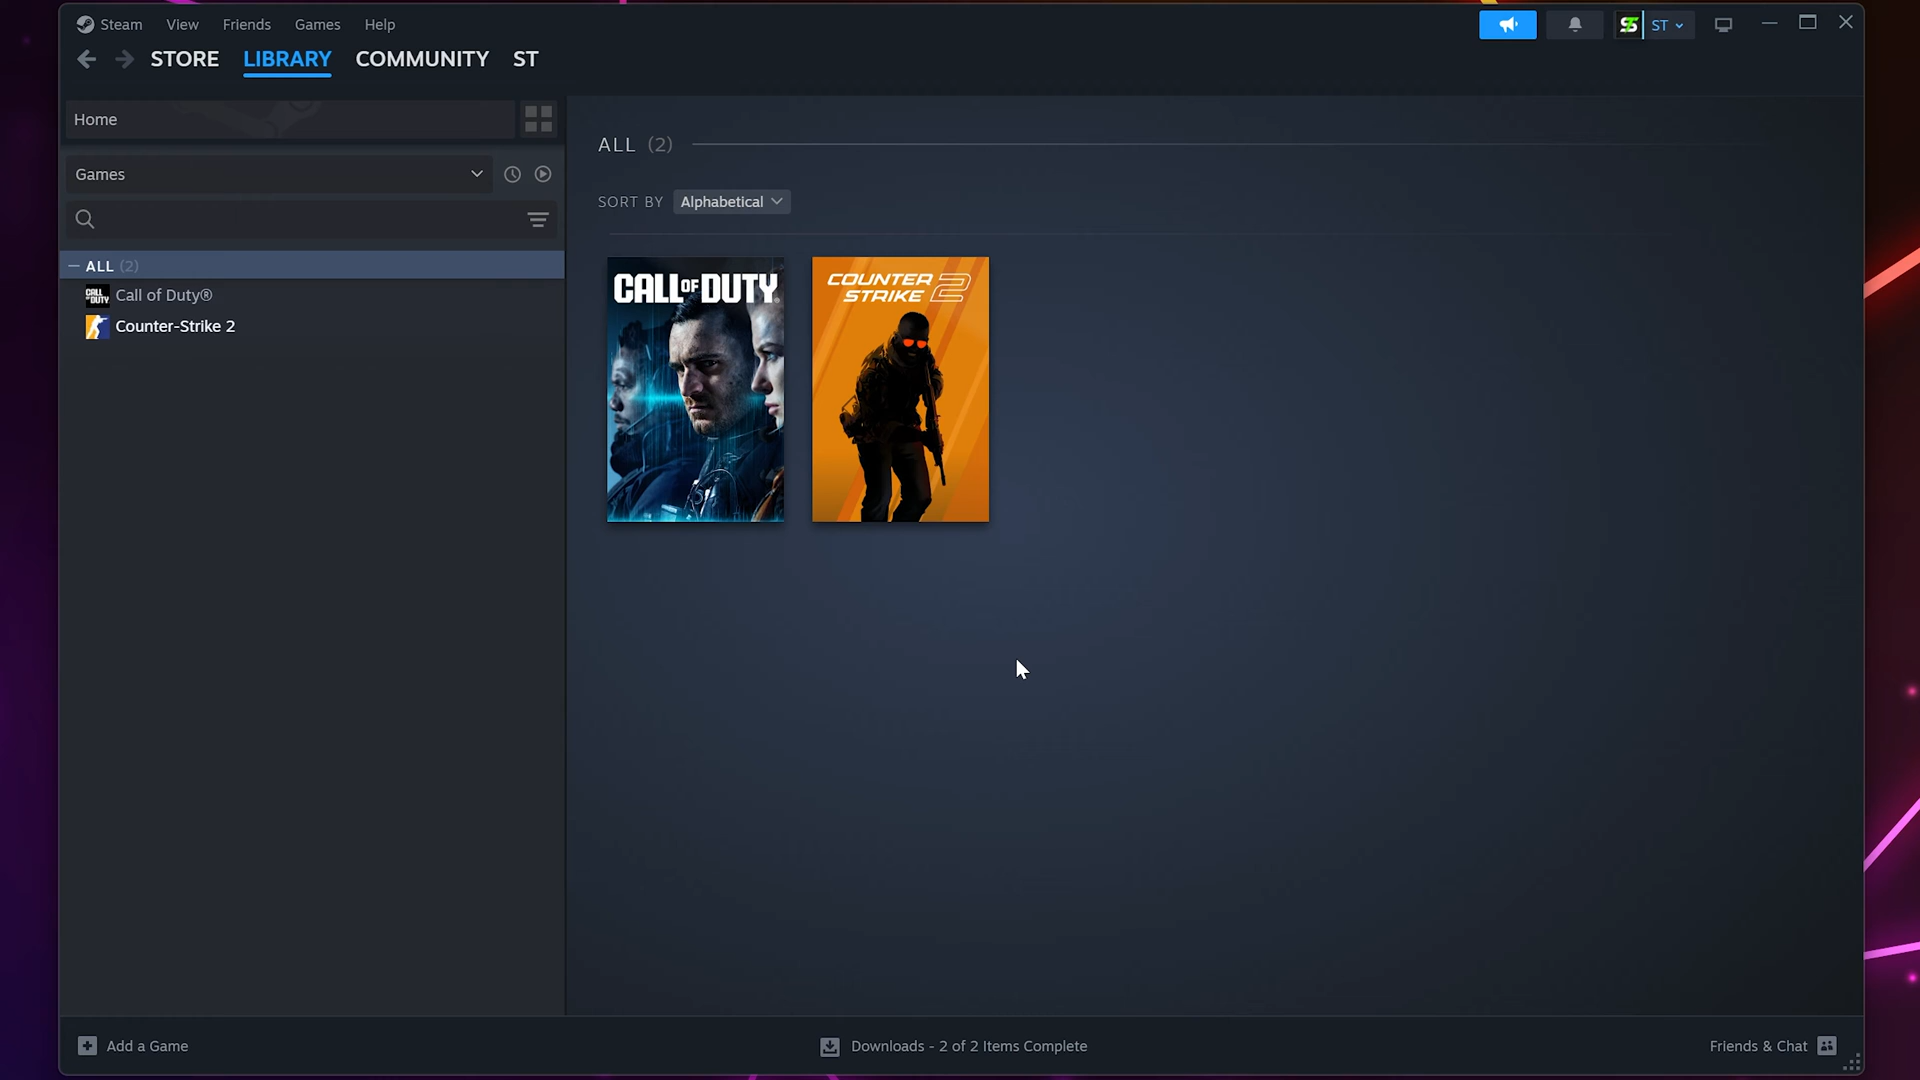 Steam View Friends Games Help
ST
STORE LIBRARY COMMUNITY ST
Home
Games
ALL (2)
Call of Duty®
Counter-Strike 2
ALL (2)
SORT BY Alphabetical
CALL OF DUTY
COUNTER STRIKE 2
Add a Game
Downloads - 2 of 2 Items Complete
Friends & Chat